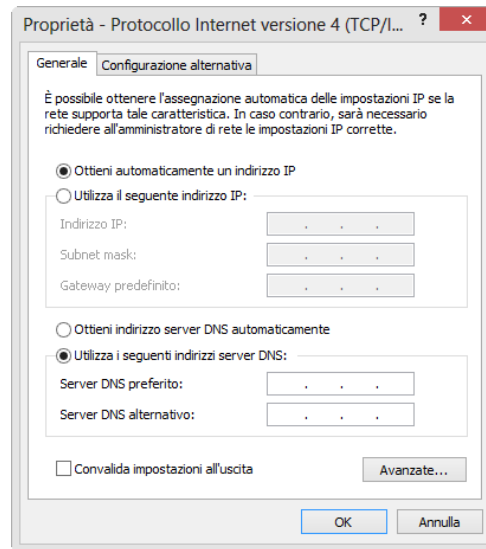 Proprietà - Protocollo Internet versione 4 (TCP/I... ?
Generale Configurazione alternativa
È possibile ottenere l'assegnazione automatica delle impostazioni IP se la
rete supporta tale caratteristica. In caso contrario, sarà necessario
richiedere all'amministratore di rete le impostazioni IP corrette.
Ottieni automaticamente un indirizzo IP
Utilizza il seguente indirizzo IP:
Indirizzo IP: . . .
Subnet mask: . . .
Gateway predefinito: . . .
Ottieni indirizzo server DNS automaticamente
Utilizza i seguenti indirizzi server DNS:
Server DNS preferito: . . .
Server DNS alternativo: . . .
Convalida impostazioni all'uscita Avanzate...
OK Annulla